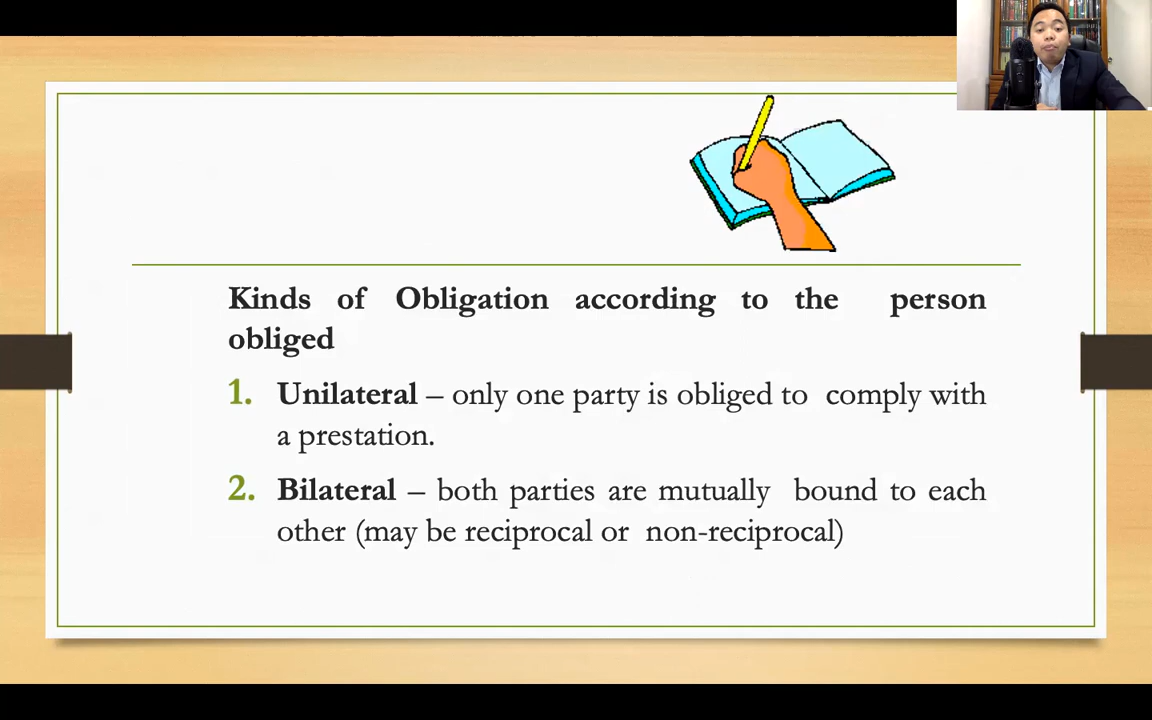 Kinds of Obligation according to the person
obliged
1. Unilateral – only one party is obliged to comply with
a prestation.
2. Bilateral – both parties are mutually bound to each
other (may be reciprocal or non-reciprocal)